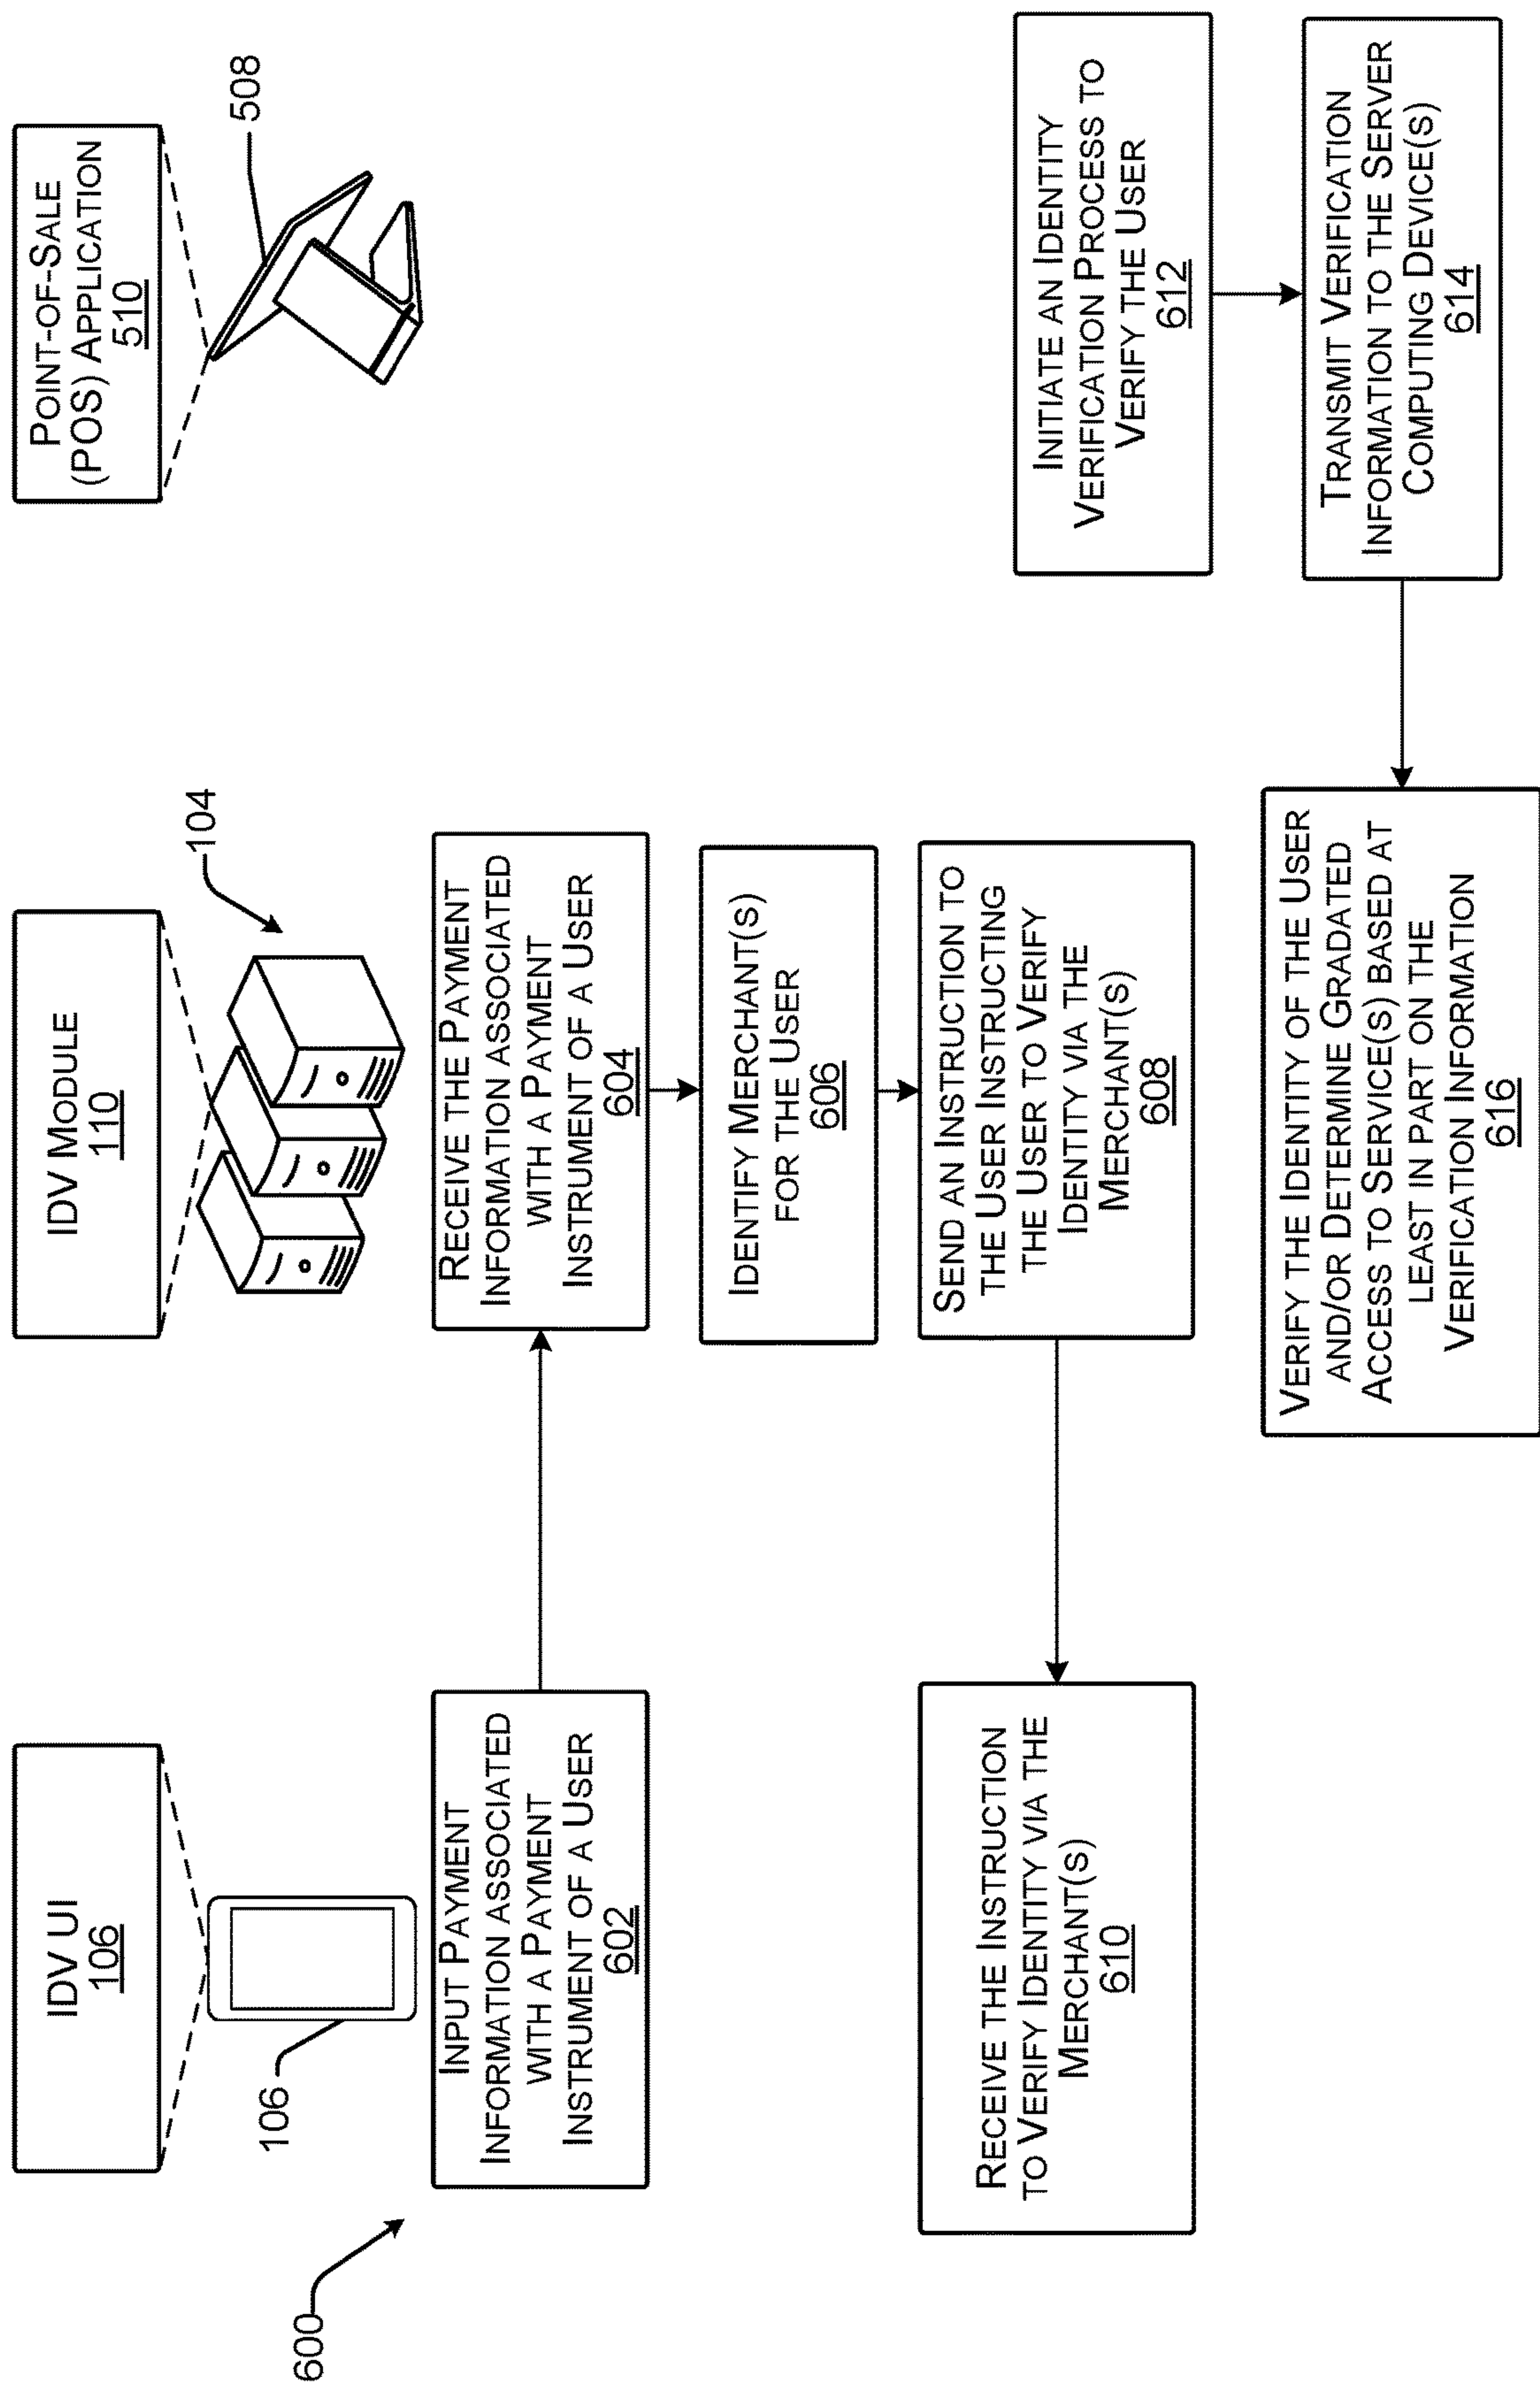 600
IDV UI
106
106
INPUT PAYMENT
INFORMATION ASSOCIATED
WITH A PAYMENT
INSTRUMENT OF A USER
602
RECEIVE THE INSTRUCTION
TO VERIFY IDENTITY VIA THE
MERCHANT(S)
610
IDV MODULE
110
104
RECEIVE THE PAYMENT
INFORMATION ASSOCIATED
WITH A PAYMENT
INSTRUMENT OF A USER
604
IDENTIFY MERCHANT(S)
FOR THE USER
606
SEND AN INSTRUCTION TO
THE USER INSTRUCTING
THE USER TO VERIFY
IDENTITY VIA THE
MERCHANT(S)
608
VERIFY THE IDENTITY OF THE USER
AND/OR DETERMINE GRADATED
ACCESS TO SERVICE(S) BASED AT
LEAST IN PART ON THE
VERIFICATION INFORMATION
616
POINT-OF-SALE
(POS) APPLICATION
510
508
INITIATE AN IDENTITY
VERIFICATION PROCESS TO
VERIFY THE USER
612
TRANSMIT VERIFICATION
INFORMATION TO THE SERVER
COMPUTING DEVICE(S)
614